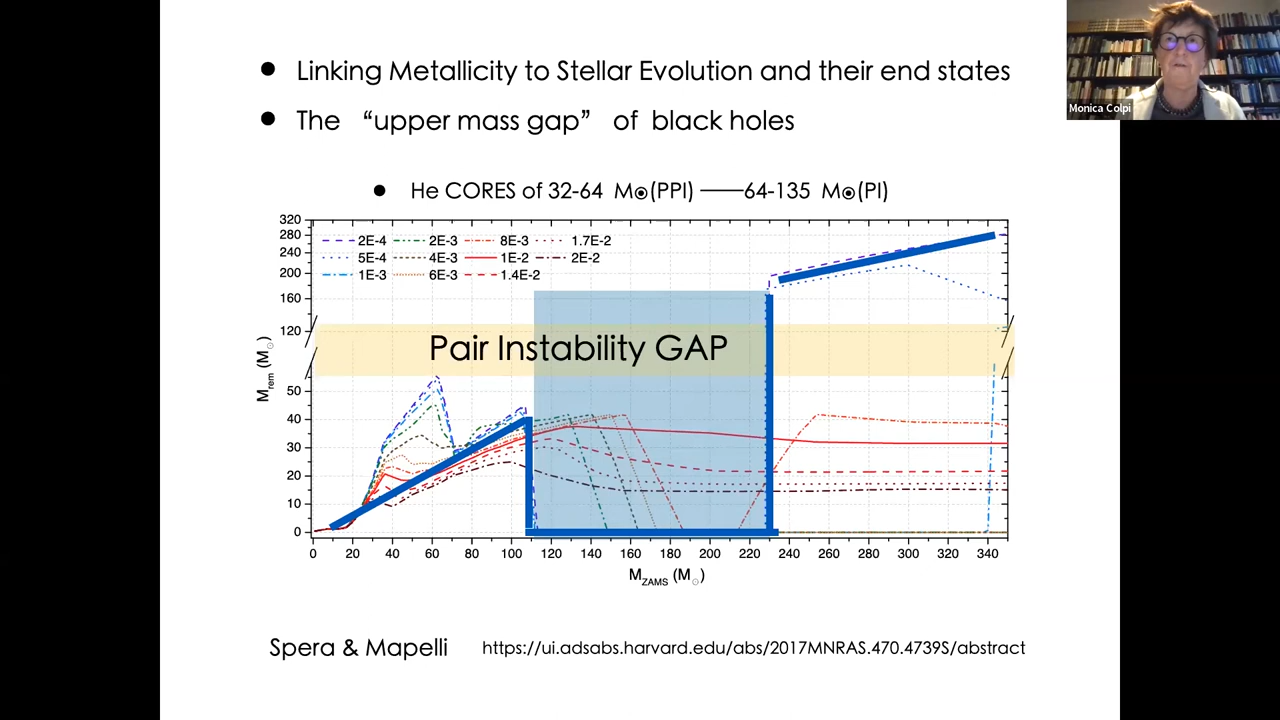 ● Linking Metallicity to Stellar Evolution and their end states
Monica Colpi
● The “upper mass gap” of black holes
● He CORES of 32-64 M⊙(PPI) ——64-135 M⊙(PI)
320
280
240
200
160
120
50
40
30
20
10
0
2E-4 2E-3 8E-3 1.7E-2
5E-4 4E-3 1E-2 2E-2
1E-3 6E-3 1.4E-2
Pair Instability GAP
Mrem (M⊙)
0 20 40 60 80 100 120 140 160 180 200 220 240 260 280 300 320 340
MZAMS (M⊙)
Spera & Mapelli https://ui.adsabs.harvard.edu/abs/2017MNRAS.470.4739S/abstract